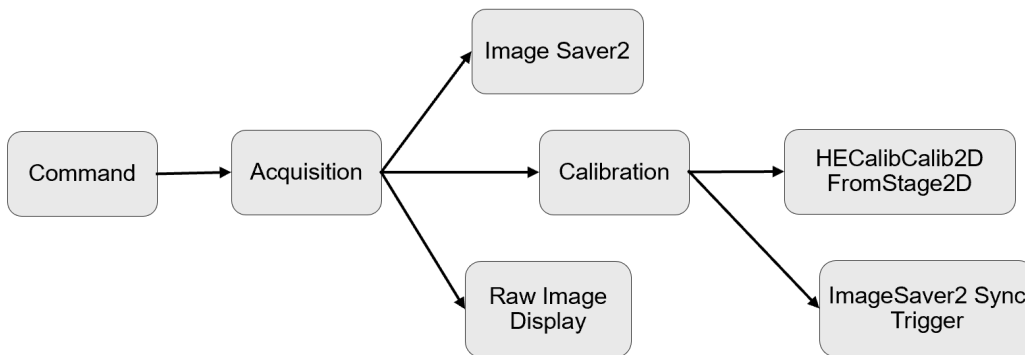 Image Saver2
Command
Acquisition
Calibration
HECalibCalib2D
FromStage2D
Raw Image
Display
ImageSaver2 Sync
Trigger